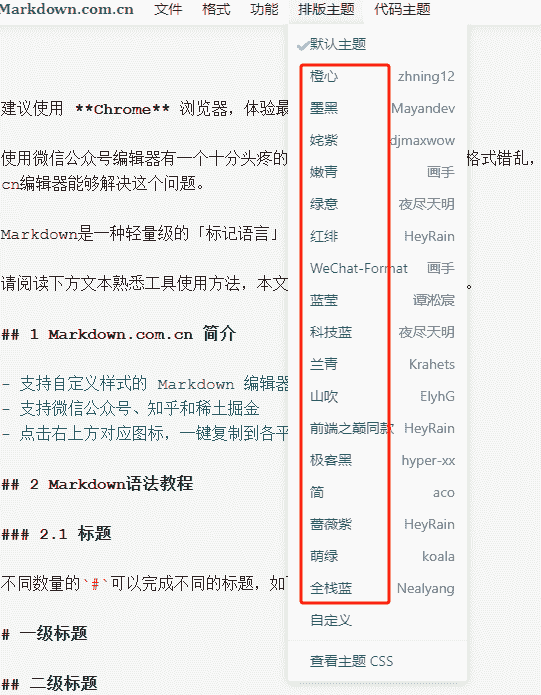 Markdown.com.cn 文件 格式 功能 排版主题 代码主题
默认主题
橙心 zhning12
墨黑 Mayandev
姹紫 djmaxwow
嫩青 画手
绿意 夜尽天明
红绯 HeyRain
WeChat-Format 画手
蓝莹 谭淞宸
科技蓝 夜尽天明
兰青 Krahets
山吹 ElyhG
前端之巅同款 HeyRain
极客黑 hyper-xx
简 aco
蔷薇紫 HeyRain
萌绿 koala
全栈蓝 Nealyang
自定义
查看主题 CSS
建议使用 **Chrome** 浏览器，体验最
使用微信公众号编辑器有一个十分头疼的
格式错乱，
cn编辑器能够解决这个问题。
Markdown是一种轻量级的「标记语言」
请阅读下方文本熟悉工具使用方法，本文
。
## 1 Markdown.com.cn 简介
- 支持自定义样式的 Markdown 编辑器
- 支持微信公众号、知乎和稀土掘金
- 点击右上方对应图标，一键复制到各平
## 2 Markdown语法教程
### 2.1 标题
不同数量的`#`可以完成不同的标题，如
# 一级标题
## 二级标题